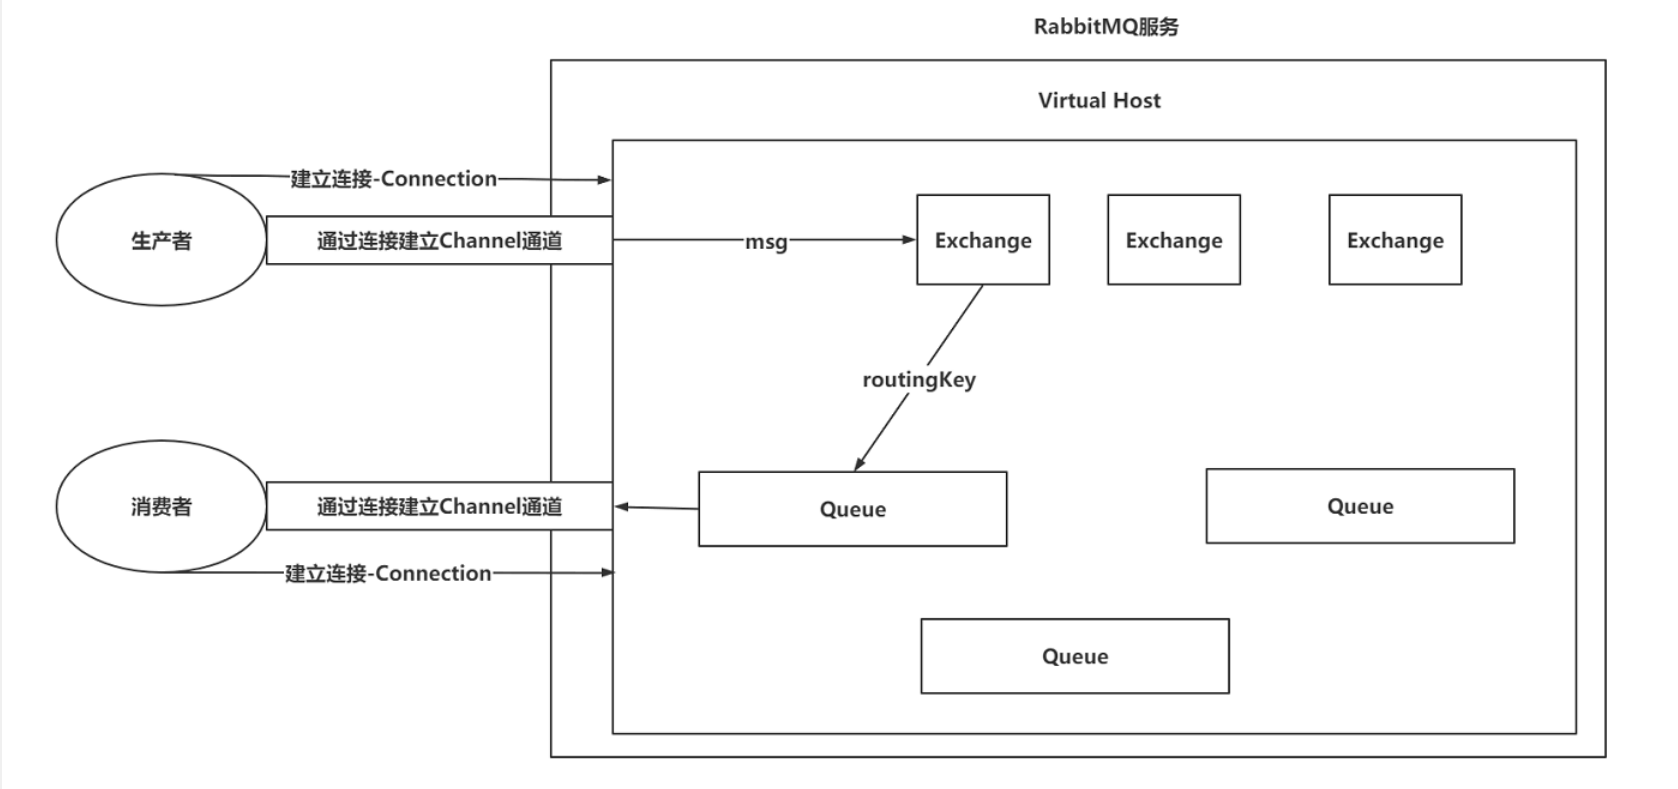 RabbitMQ服务
Virtual Host
建立连接-Connection
生产者
通过连接建立Channel通道
msg
Exchange
Exchange
Exchange
routingKey
消费者
通过连接建立Channel通道
Queue
Queue
建立连接-Connection
Queue